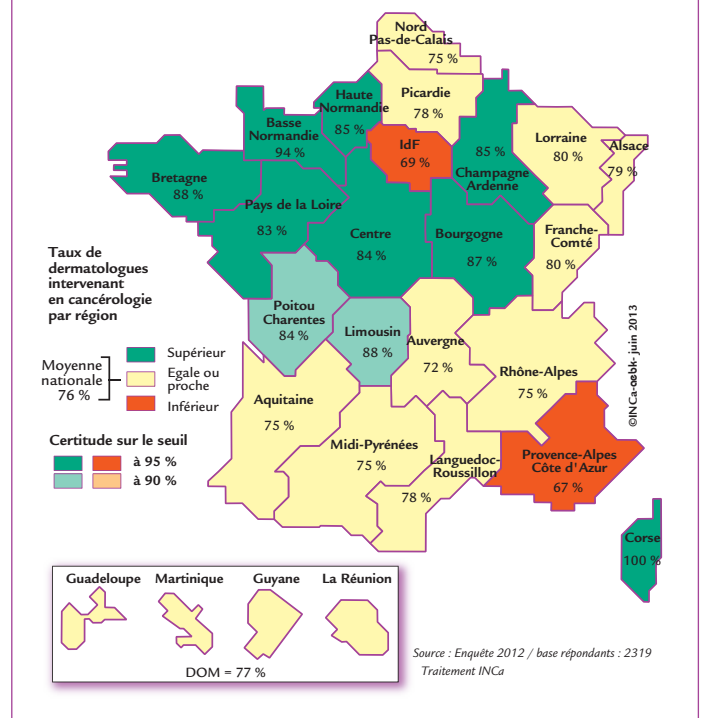 Nord
Pas-de-Calais
75 %
Picardie
78 %
Haute
Normandie
85 %
Basse
Normandie
94 %
IdF
69 %
85 %
Champagne
Ardenne
Lorraine
80 %
Alsace
79 %
Bretagne
88 %
Pays de la Loire
83 %
Centre
84 %
Bourgogne
87 %
Franche-
Comté
80 %
Taux de
dermatologues
intervenant
en cancérologie
par région
Poitou
Charentes
84 %
Limousin
88 %
Auvergne
72 %
Rhône-Alpes
75 %
Moyenne
nationale
76 %
Supérieur
Egale ou
proche
Inférieur
Certitude sur le seuil
à 95 %
à 90 %
Aquitaine
75 %
Midi-Pyrénées
75 %
Languedoc-
Roussillon
78 %
Provence-Alpes
Côte d'Azur
67 %
Corse
100 %
©INCa-œbk- juin 2013
Guadeloupe
Martinique
Guyane
La Réunion
DOM = 77 %
Source : Enquête 2012 / base répondants : 2319
Traitement INCa